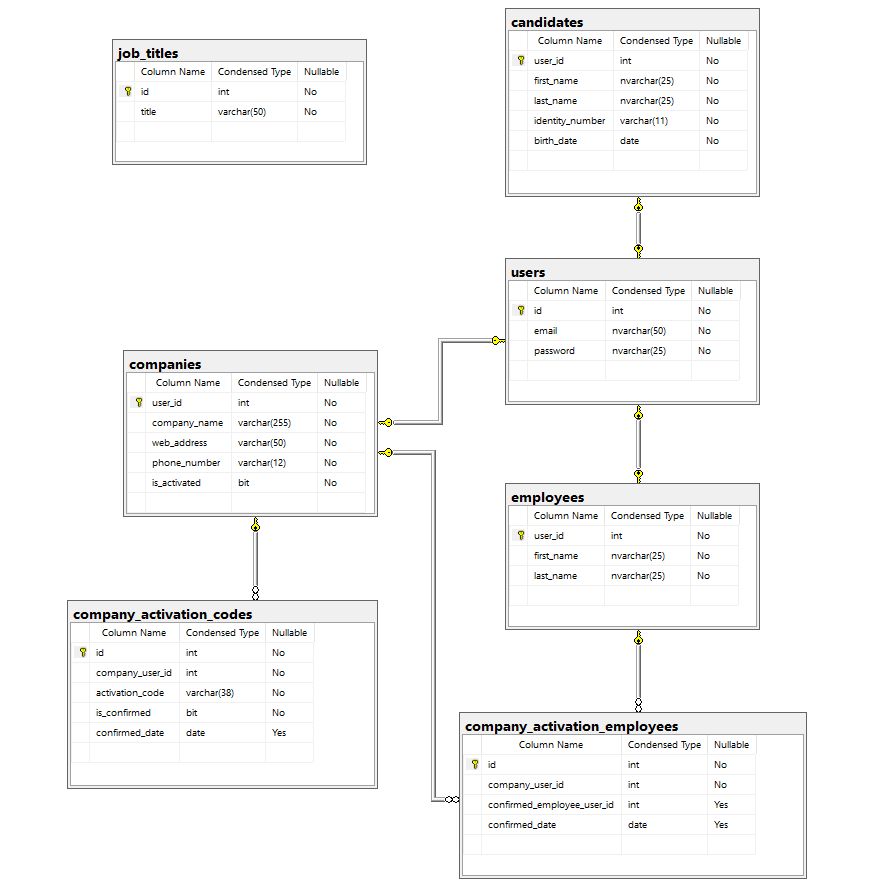 candidates
Column Name Condensed Type Nullable
user_id int No
first_name nvarchar(25) No
last_name nvarchar(25) No
identity_number varchar(11) No
birth_date date No
job_titles
Column Name Condensed Type Nullable
id int No
title varchar(50) No
users
Column Name Condensed Type Nullable
id int No
email nvarchar(50) No
password nvarchar(25) No
companies
Column Name Condensed Type Nullable
user_id int No
company_name varchar(255) No
web_address varchar(50) No
phone_number varchar(12) No
is_activated bit No
employees
Column Name Condensed Type Nullable
user_id int No
first_name nvarchar(25) No
last_name nvarchar(25) No
company_activation_codes
Column Name Condensed Type Nullable
id int No
company_user_id int No
activation_code varchar(38) No
is_confirmed bit No
confirmed_date date Yes
company_activation_employees
Column Name Condensed Type Nullable
id int No
company_user_id int No
confirmed_employee_user_id int Yes
confirmed_date date Yes